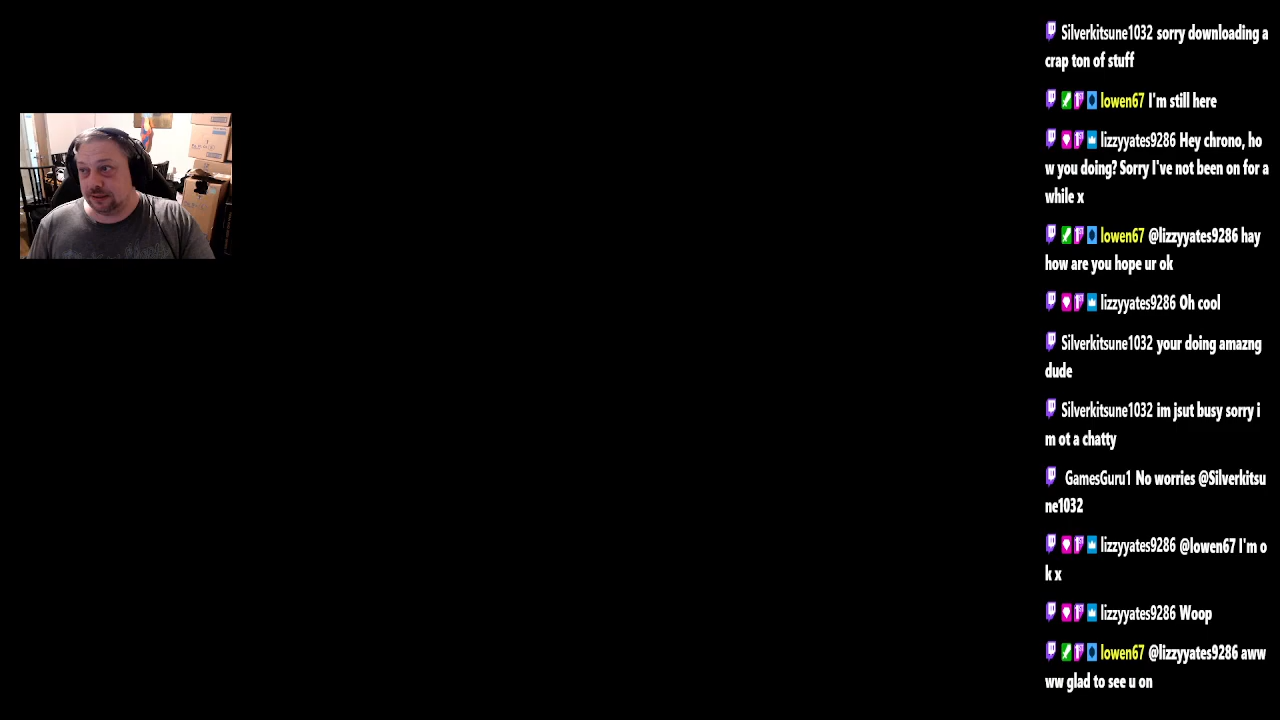 Silverkitsune1032 sorry downloading a
crap ton of stuff
lowen67 I'm still here
lizzyyates9286 Hey chrono, ho
w you doing? Sorry I've not been on for a
while x
lowen67 @lizzyyates9286 hay
how are you hope ur ok
lizzyyates9286 Oh cool
Silverkitsune1032 your doing amazng
dude
Silverkitsune1032 im jsut busy sorry i
m ot a chatty
GamesGuru1 No worries @Silverkitsu
ne1032
lizzyyates9286 @lowen67 I'm o
k x
lizzyyates9286 Woop
lowen67 @lizzyyates9286 aww
ww glad to see u on